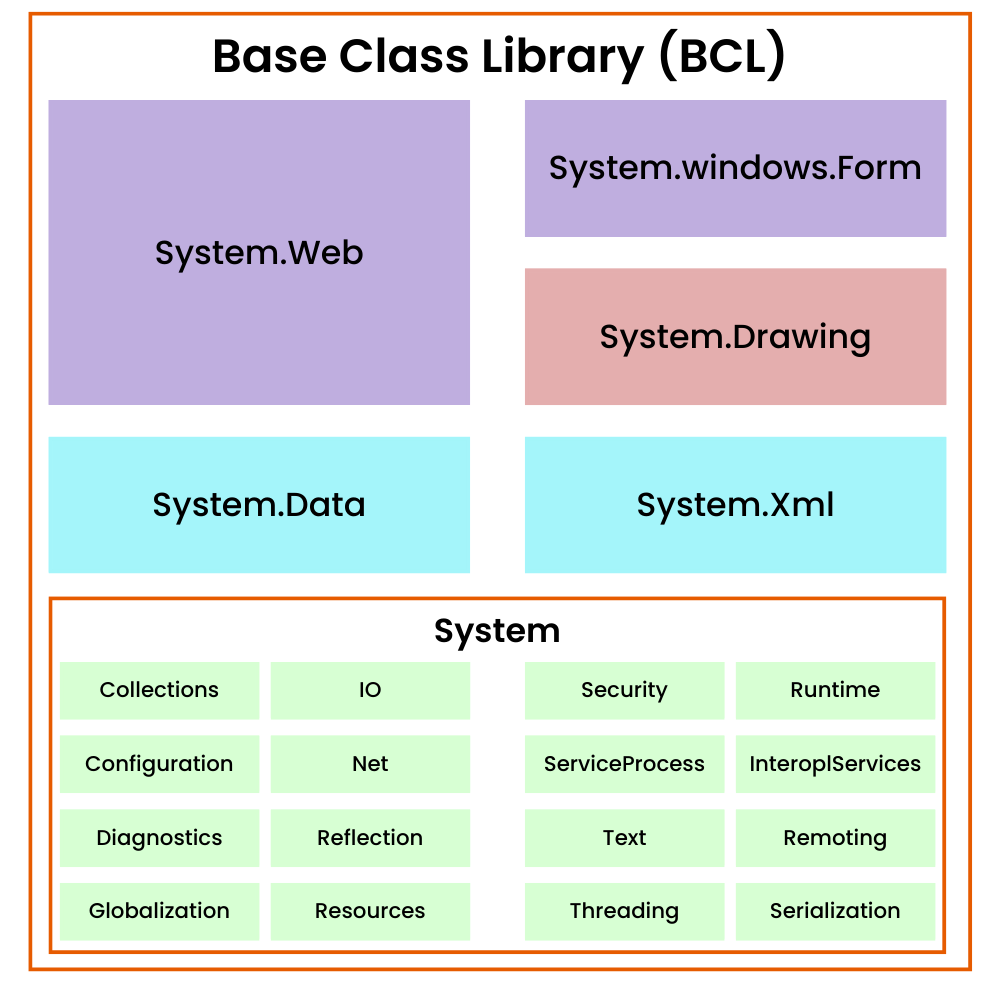 Base Class Library (BCL)
System.Web
System.windows.Form
System.Drawing
System.Data
System.Xml
System
Collections
IO
Security
Runtime
Configuration
Net
ServiceProcess
InteroplServices
Diagnostics
Reflection
Text
Remoting
Globalization
Resources
Threading
Serialization